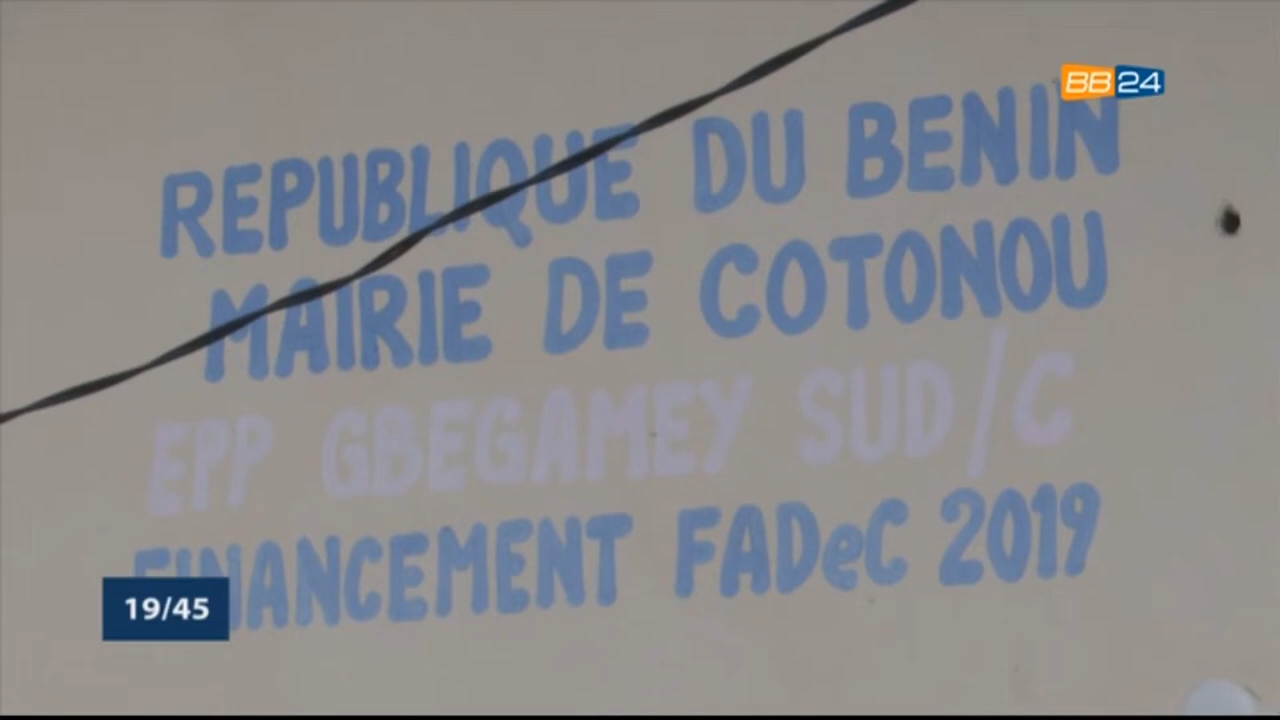 BB24
REPUBLIQUE DU BENIN
MAIRIE DE COTONOU
EPP GBEGAMEY SUD/C
FINANCEMENT FADeC 2019
19/45